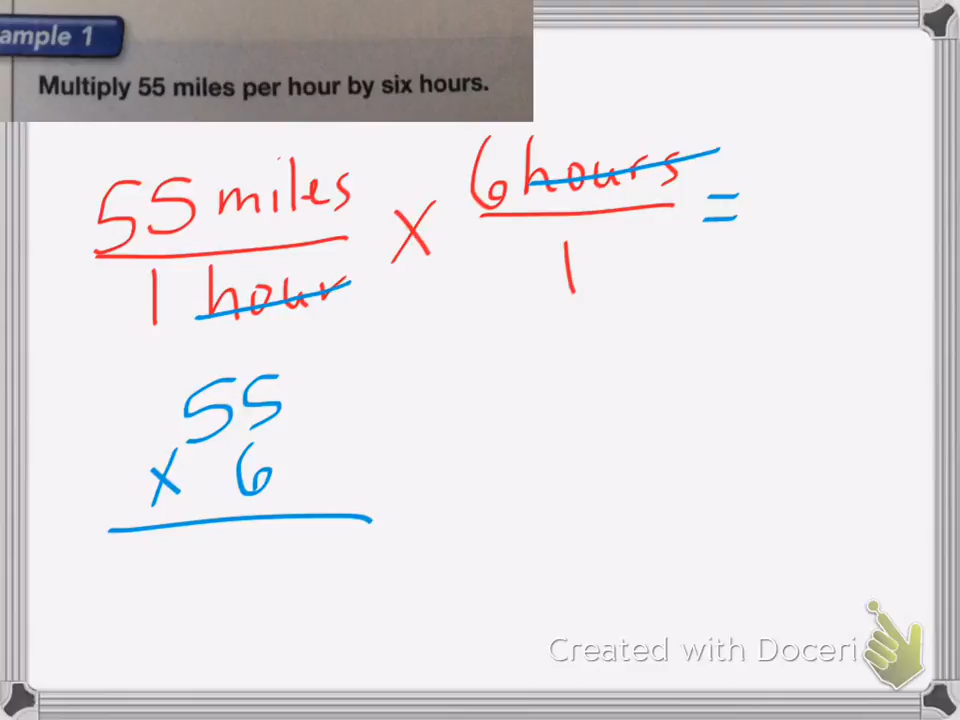 ample 1
Multiply 55 miles per hour by six hours.
55 miles × 6 hours =
1 hour 1
55
× 6
Created with Doceri